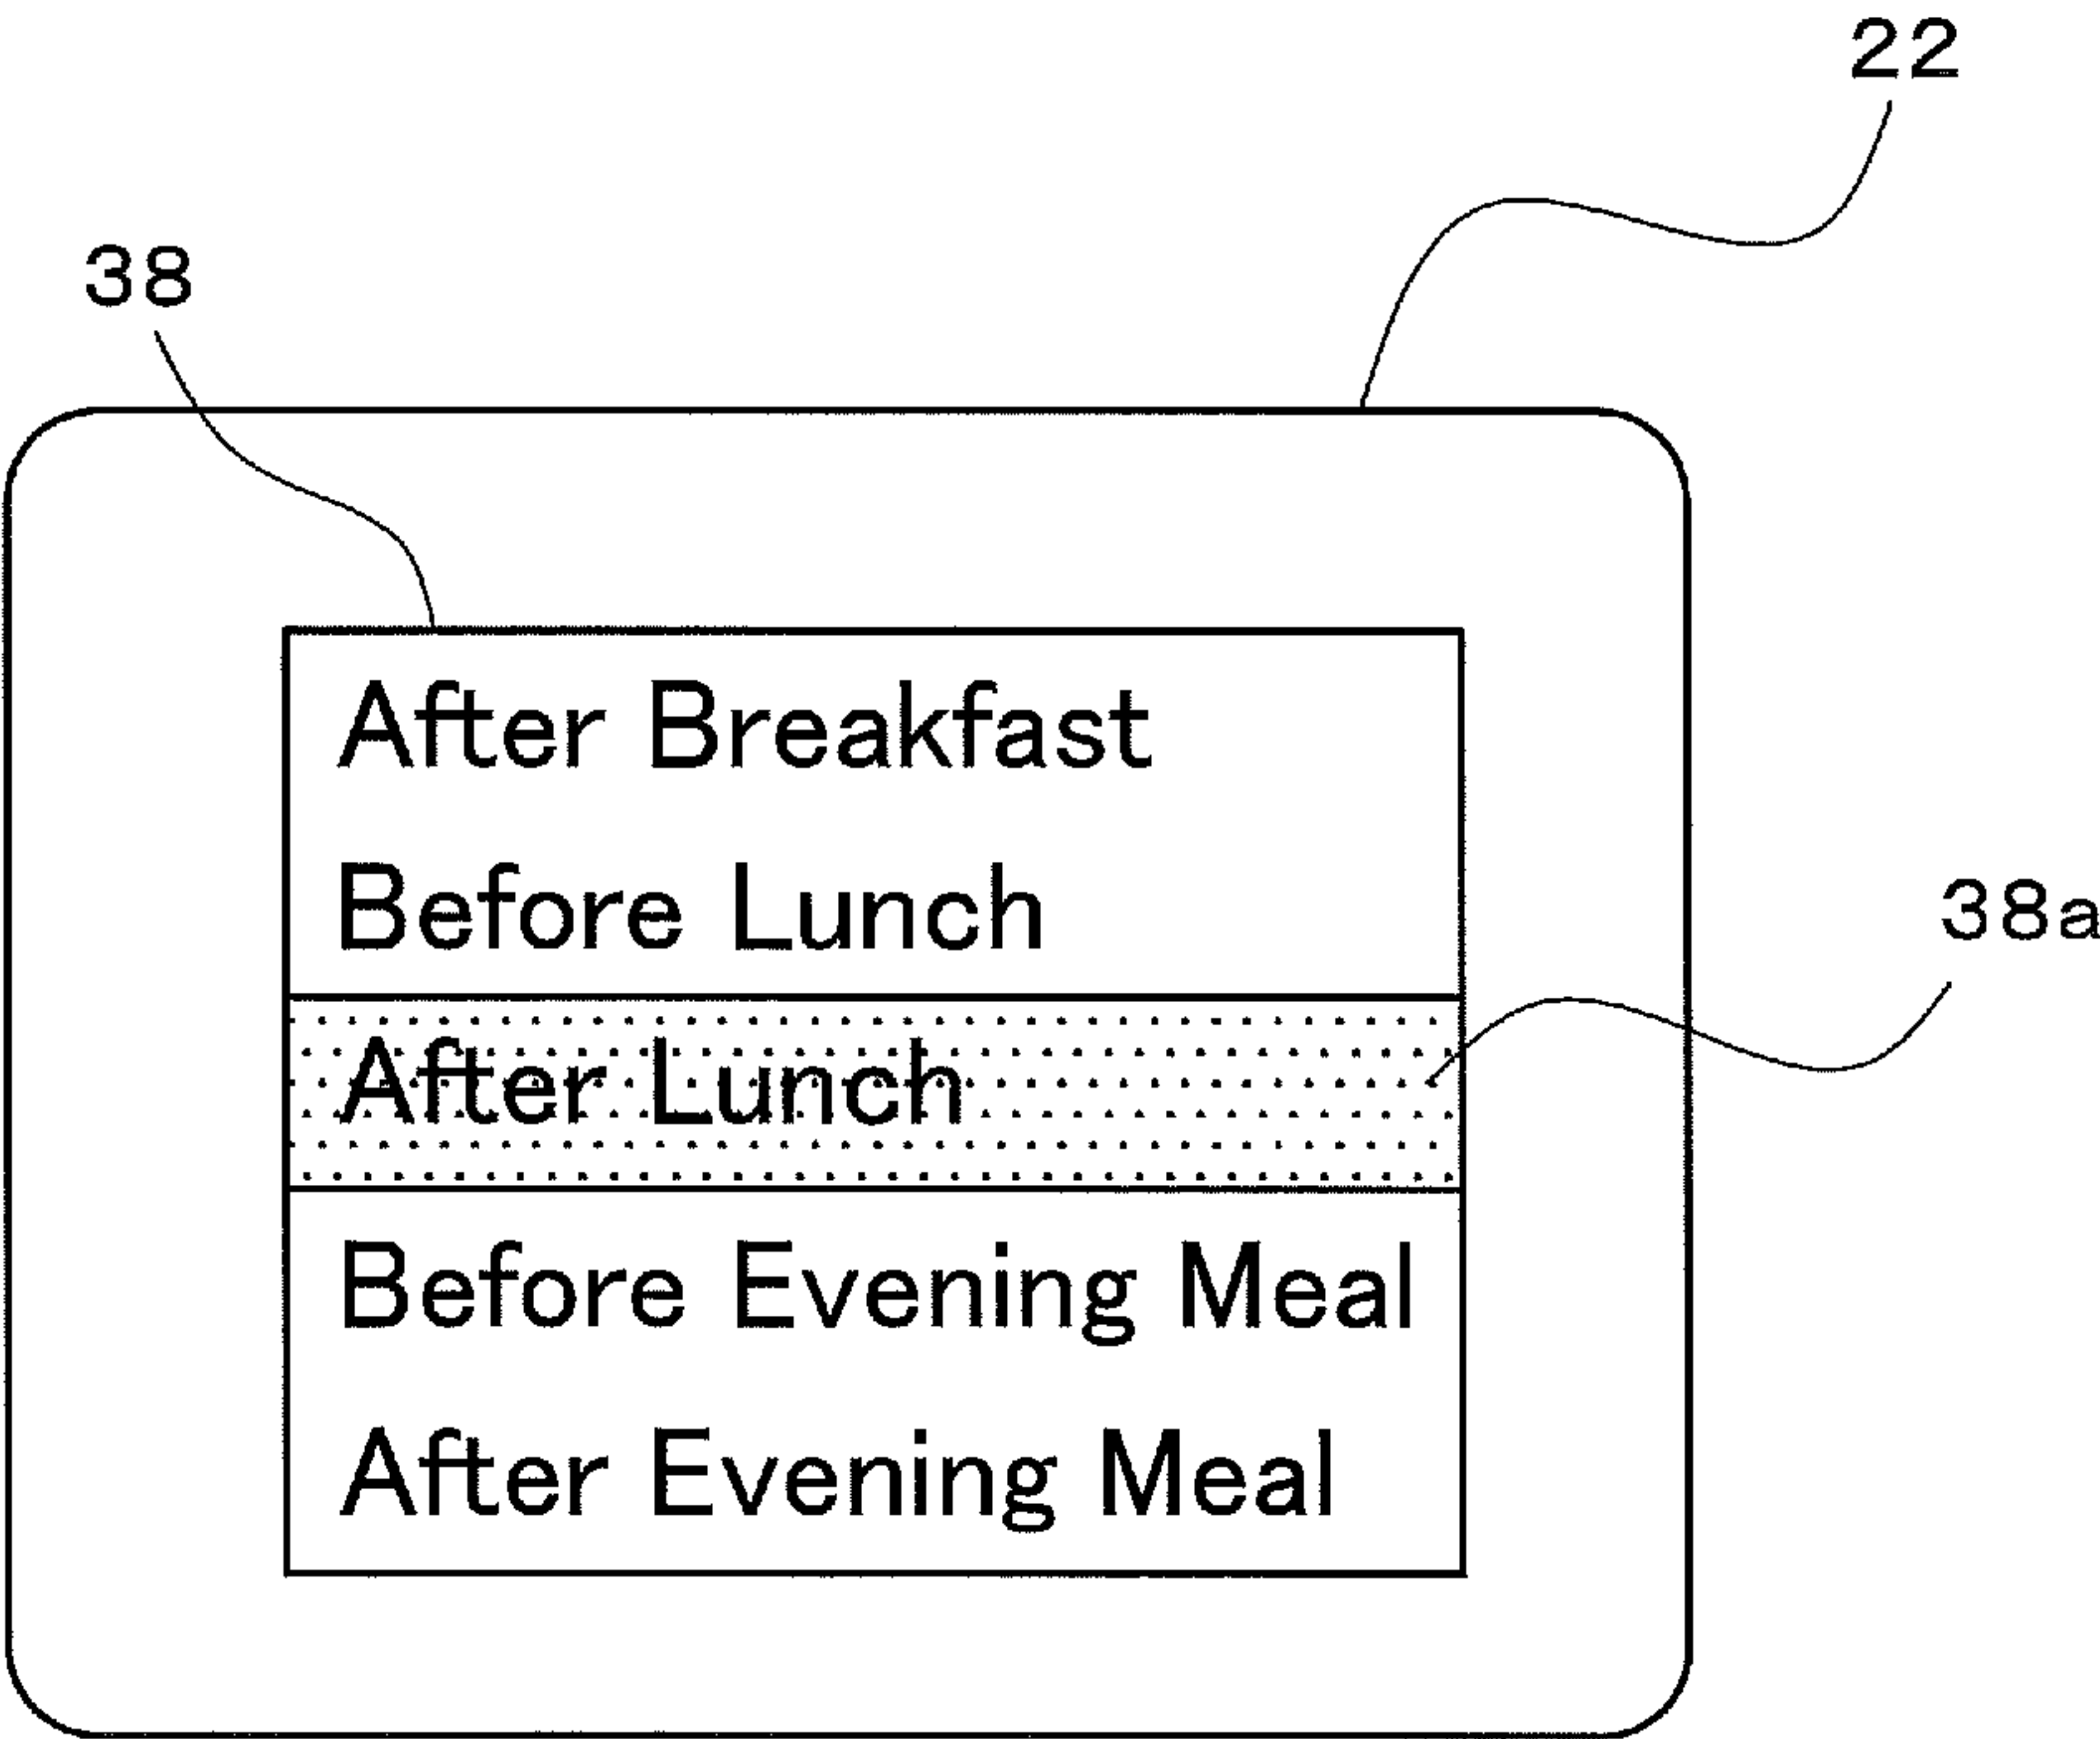 22
38
After Breakfast
Before Lunch
38a
After Lunch
Before Evening Meal
After Evening Meal